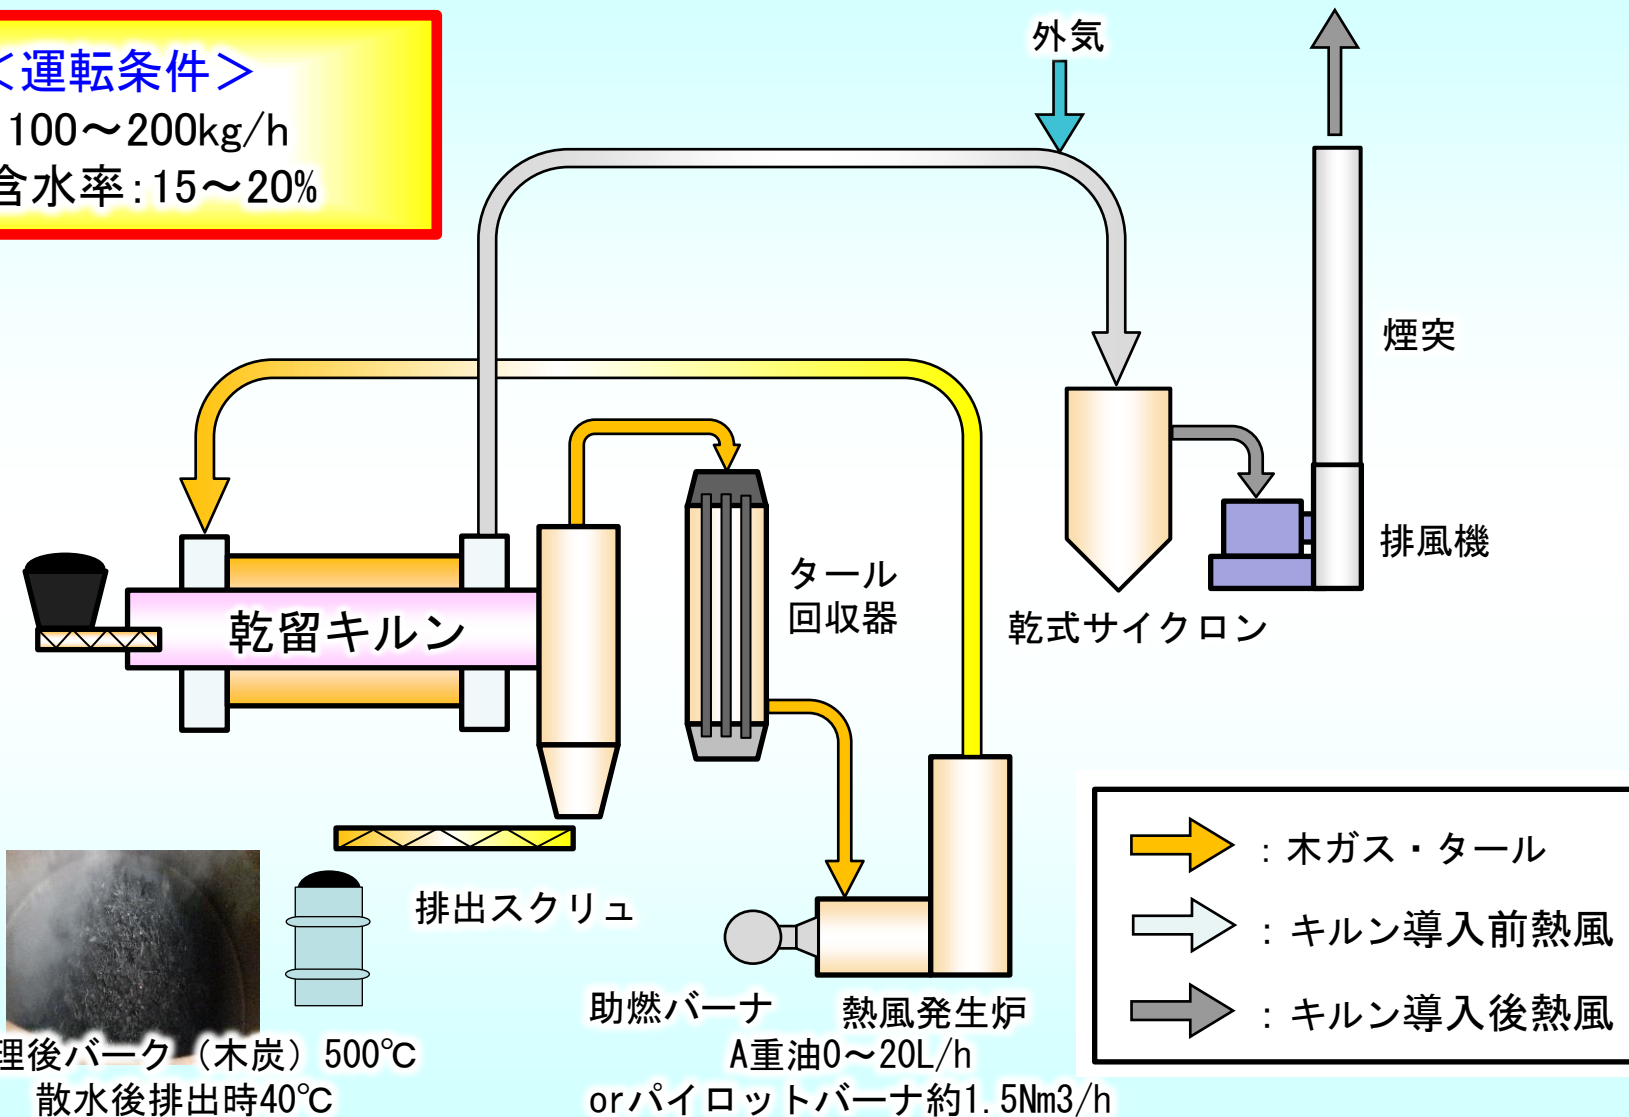 ＜運転条件＞
100～200kg/h
含水率:15～20%
外気
煙突
排風機
乾式サイクロン
タール
回収器
乾留キルン
排出スクリュ
助燃バーナ
熱風発生炉
A重油0～20L/h
orパイロットバーナ約1.5Nm3/h
理後バーク（木炭）500℃
散水後排出時40℃
：木ガス・タール
：キルン導入前熱風
：キルン導入後熱風